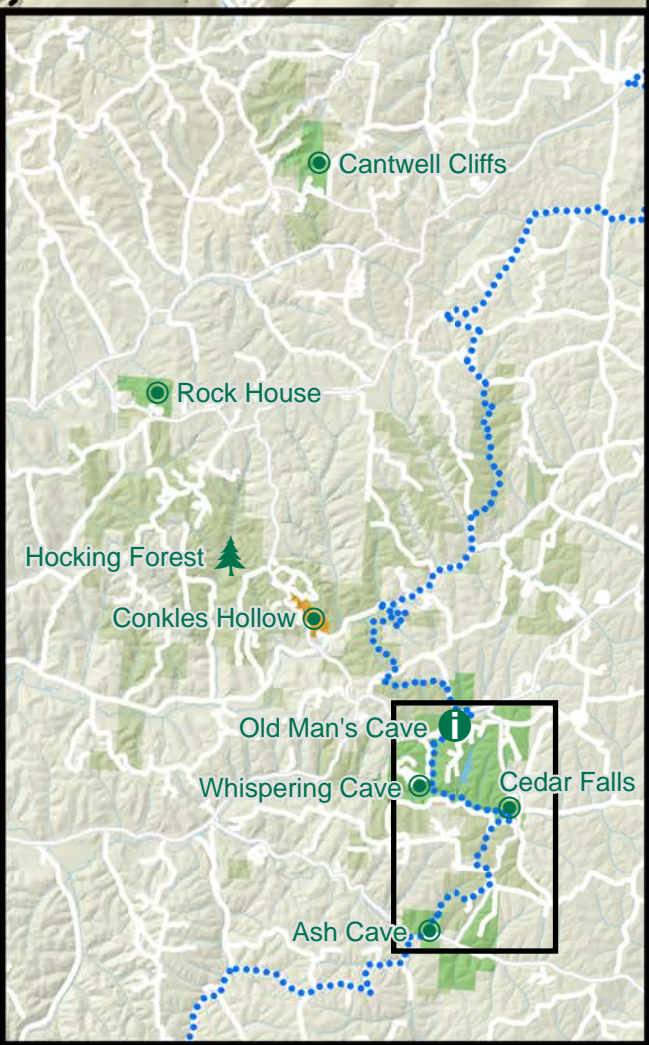 Cantwell Cliffs
Rock House
Hocking Forest
Conkles Hollow
Old Man's Cave
i
Whispering Cave
Cedar Falls
Ash Cave